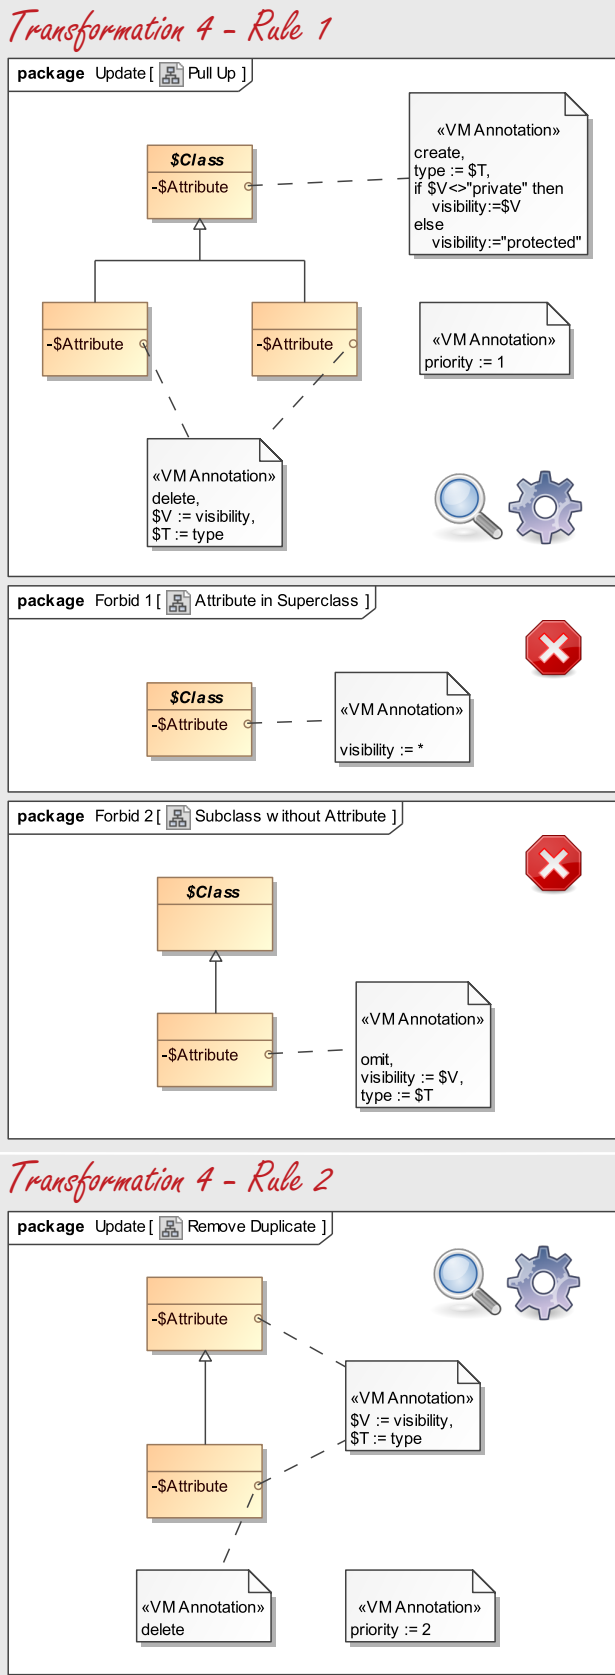 Transformation 4 - Rule 1
package Update [ Pull Up ]
$Class
-$Attribute
«VM Annotation»
create,
type := $T,
if $V<>"private" then
visibility:=$V
else
visibility:="protected"
-$Attribute
-$Attribute
«VM Annotation»
priority := 1
«VM Annotation»
delete,
$V := visibility,
$T := type
package Forbid 1 [ Attribute in Superclass ]
$Class
-$Attribute
«VM Annotation»
visibility := *
package Forbid 2 [ Subclass without Attribute ]
$Class
-$Attribute
«VM Annotation»
omit,
visibility := $V,
type := $T
Transformation 4 - Rule 2
package Update [ Remove Duplicate ]
-$Attribute
«VM Annotation»
$V := visibility,
$T := type
-$Attribute
«VM Annotation»
delete
«VM Annotation»
priority := 2